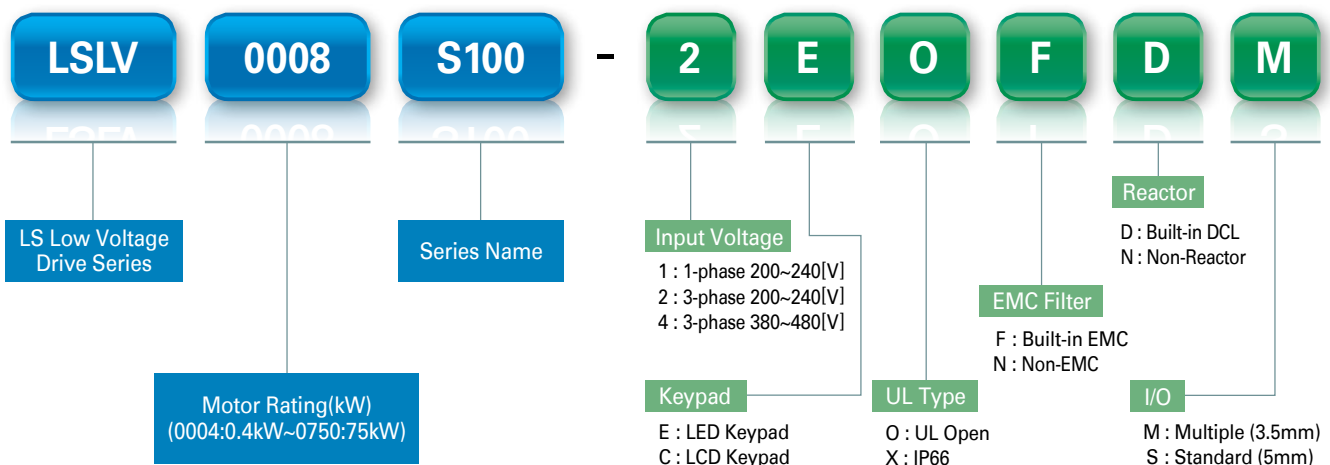 LSLV 0008 S100 - 2 E O F D M
LS Low Voltage
Drive Series
Motor Rating(kW)
(0004:0.4kW~0750:75kW)
Series Name
Input Voltage
1 : 1-phase 200~240[V]
2 : 3-phase 200~240[V]
4 : 3-phase 380~480[V]
Keypad
E : LED Keypad
C : LCD Keypad
UL Type
O : UL Open
X : IP66
EMC Filter
F : Built-in EMC
N : Non-EMC
Reactor
D : Built-in DCL
N : Non-Reactor
I/O
M : Multiple (3.5mm)
S : Standard (5mm)